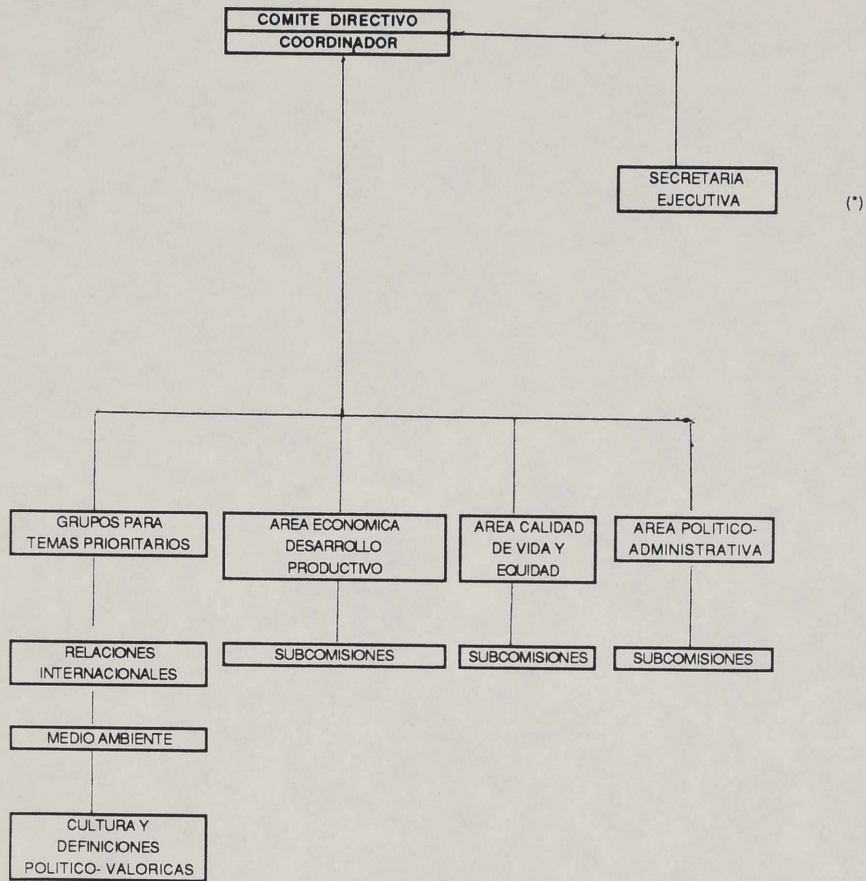 COMITE DIRECTIVO
COORDINADOR
SECRETARIA
EJECUTIVA
(*)
GRUPOS PARA
TEMAS PRIORITARIOS
AREA ECONOMICA
DESARROLLO
PRODUCTIVO
AREA CALIDAD
DE VIDA Y
EQUIDAD
AREA POLITICO-
ADMINISTRATIVA
RELACIONES
INTERNACIONALES
SUBCOMISIONES
SUBCOMISIONES
SUBCOMISIONES
MEDIO AMBIENTE
CULTURA Y
DEFINICIONES
POLITICO- VALORICAS